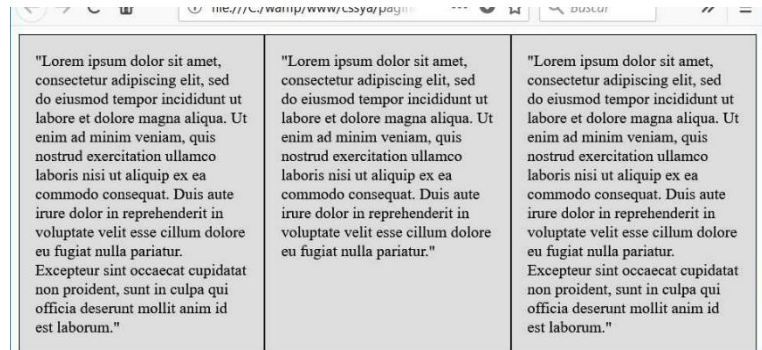 file:///C:/wamp/www/cssya/pagin
Buscar
"Lorem ipsum dolor sit amet,
consectetur adipiscing elit, sed
do eiusmod tempor incididunt ut
labore et dolore magna aliqua. Ut
enim ad minim veniam, quis
nostrud exercitation ullamco
laboris nisi ut aliquip ex ea
commodo consequat. Duis aute
irure dolor in reprehenderit in
voluptate velit esse cillum dolore
eu fugiat nulla pariatur.
Excepteur sint occaecat cupidatat
non proident, sunt in culpa qui
officia deserunt mollit anim id
est laborum."
"Lorem ipsum dolor sit amet,
consectetur adipiscing elit, sed
do eiusmod tempor incididunt ut
labore et dolore magna aliqua. Ut
enim ad minim veniam, quis
nostrud exercitation ullamco
laboris nisi ut aliquip ex ea
commodo consequat. Duis aute
irure dolor in reprehenderit in
voluptate velit esse cillum dolore
eu fugiat nulla pariatur."
"Lorem ipsum dolor sit amet,
consectetur adipiscing elit, sed
do eiusmod tempor incididunt ut
labore et dolore magna aliqua. Ut
enim ad minim veniam, quis
nostrud exercitation ullamco
laboris nisi ut aliquip ex ea
commodo consequat. Duis aute
irure dolor in reprehenderit in
voluptate velit esse cillum dolore
eu fugiat nulla pariatur.
Excepteur sint occaecat cupidatat
non proident, sunt in culpa qui
officia deserunt mollit anim id
est laborum."